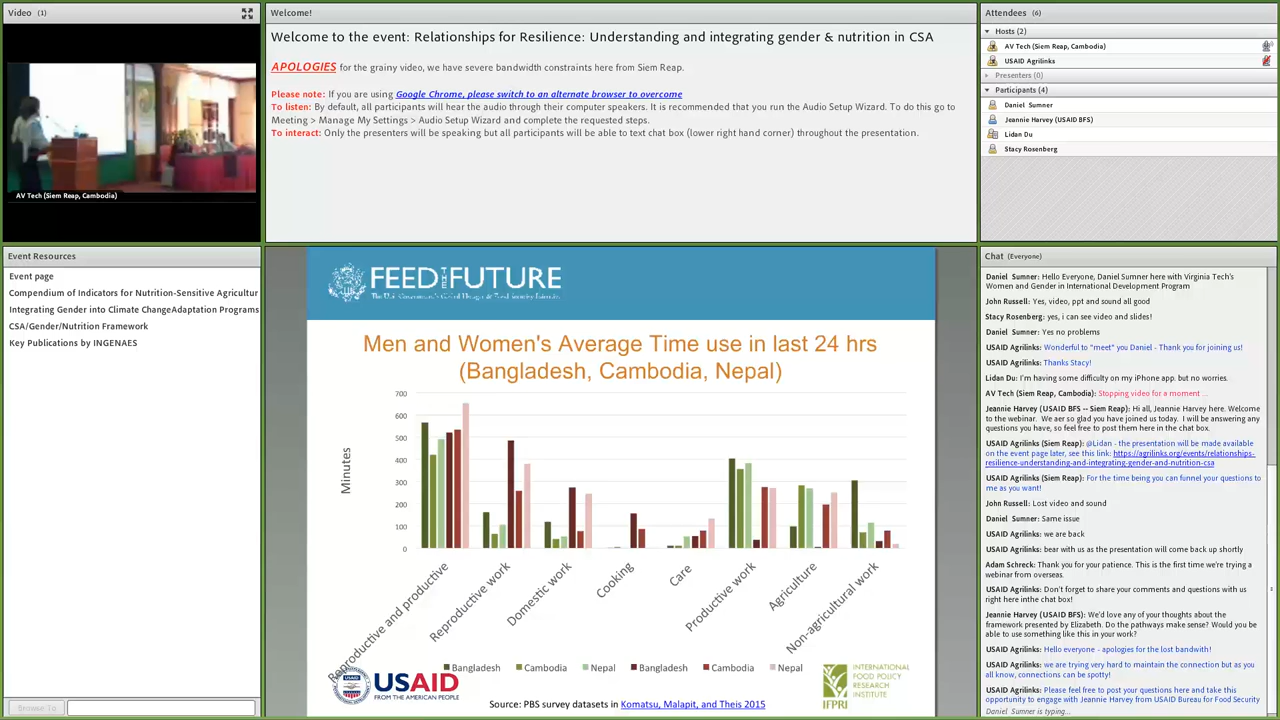 Video (1)
AV Tech (Siem Reap, Cambodia)
Welcome!
Welcome to the event: Relationships for Resilience: Understanding and integrating gender & nutrition in CSA
APOLOGIES for the grainy video, we have severe bandwidth constraints here from Siem Reap.
Please note: If you are using Google Chrome, please switch to an alternate browser to overcome
To listen: By default, all participants will hear the audio through their computer speakers. It is recommended that you run the Audio Setup Wizard. To do this go to
Meeting > Manage My Settings > Audio Setup Wizard and complete the requested steps.
To interact: Only the presenters will be speaking but all participants will be able to text chat box (lower right hand corner) throughout the presentation.
Attendees (6)
Hosts (2)
AV Tech (Siem Reap, Cambodia)
USAID Agrilinks
Presenters (0)
Participants (4)
Daniel Sumner
Jeannie Harvey (USAID BFS)
Lidan Du
Stacy Rosenberg
Event Resources
Event page
Compendium of Indicators for Nutrition-Sensitive Agricultur
Integrating Gender into Climate ChangeAdaptation Programs
CSA/Gender/Nutrition Framework
Key Publications by INGENAES
Browse To
FEED THE FUTURE
The U.S. Government's Global Hunger & Food Security Initiative
Men and Women's Average Time use in last 24 hrs
(Bangladesh, Cambodia, Nepal)
Minutes
700
600
500
400
300
200
100
0
Reproductive and productive
Reproductive work
Domestic work
Cooking
Care
Productive work
Agriculture
Non-agricultural work
Bangladesh Cambodia Nepal Bangladesh Cambodia Nepal
USAID
FROM THE AMERICAN PEOPLE
INTERNATIONAL
FOOD POLICY
RESEARCH
INSTITUTE
IFPRI
Source: PBS survey datasets in Komatsu, Malapit, and Theis 2015
Chat (Everyone)
Daniel Sumner: Hello Everyone, Daniel Sumner here with Virginia Tech's
Women and Gender in International Development Program
John Russell: Yes, video, ppt and sound all good
Stacy Rosenberg: yes, i can see video and slides!
Daniel Sumner: Yes no problems
USAID Agrilinks: Wonderful to "meet" you Daniel - Thank you for joining us!
USAID Agrilinks: Thanks Stacy!
Lidan Du: I'm having some difficulty on my iPhone app. but no worries.
AV Tech (Siem Reap, Cambodia): Stopping video for a moment ...
Jeannie Harvey (USAID BFS -- Siem Reap): Hi all, Jeannie Harvey here. Welcome
to the webinar. We aer so glad you have joined us today. I will be answering any
questions you have, so feel free to post them here in the chat box.
USAID Agrilinks (Siem Reap): @Lidan - the presentation will be made available
on the event page later, see this link: https://agrilinks.org/events/relationships-
resilience-understanding-and-integrating-gender-and-nutrition-csa
USAID Agrilinks (Siem Reap): For the time being you can funnel your questions to
me as you want!
John Russell: Lost video and sound
Daniel Sumner: Same issue
USAID Agrilinks: we are back
USAID Agrilinks: bear with us as the presentation will come back up shortly
Adam Schreck: Thank you for your patience. This is the first time we're trying a
webinar from overseas.
USAID Agrilinks: Don't forget to share your comments and questions with us
right here inthe chat box!
Jeannie Harvey (USAID BFS): We'd love any of your thoughts about the
framework presented by Elizabeth. Do the pathways make sense? Would you be
able to use something like this in your work?
USAID Agrilinks: Hello everyone - apologies for the lost bandwith!
USAID Agrilinks: we are trying very hard to maintain the connection but as you
all know, connections can be spotty!
USAID Agrilinks: Please feel free to post your questions here and take this
opportunity to engage with Jeannie Harvey from USAID Bureau for Food Security
Daniel Sumner is typing...